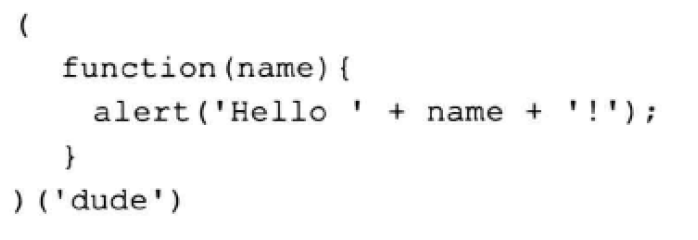 (
function(name){
alert('Hello ' + name + '!');
}
)('dude')